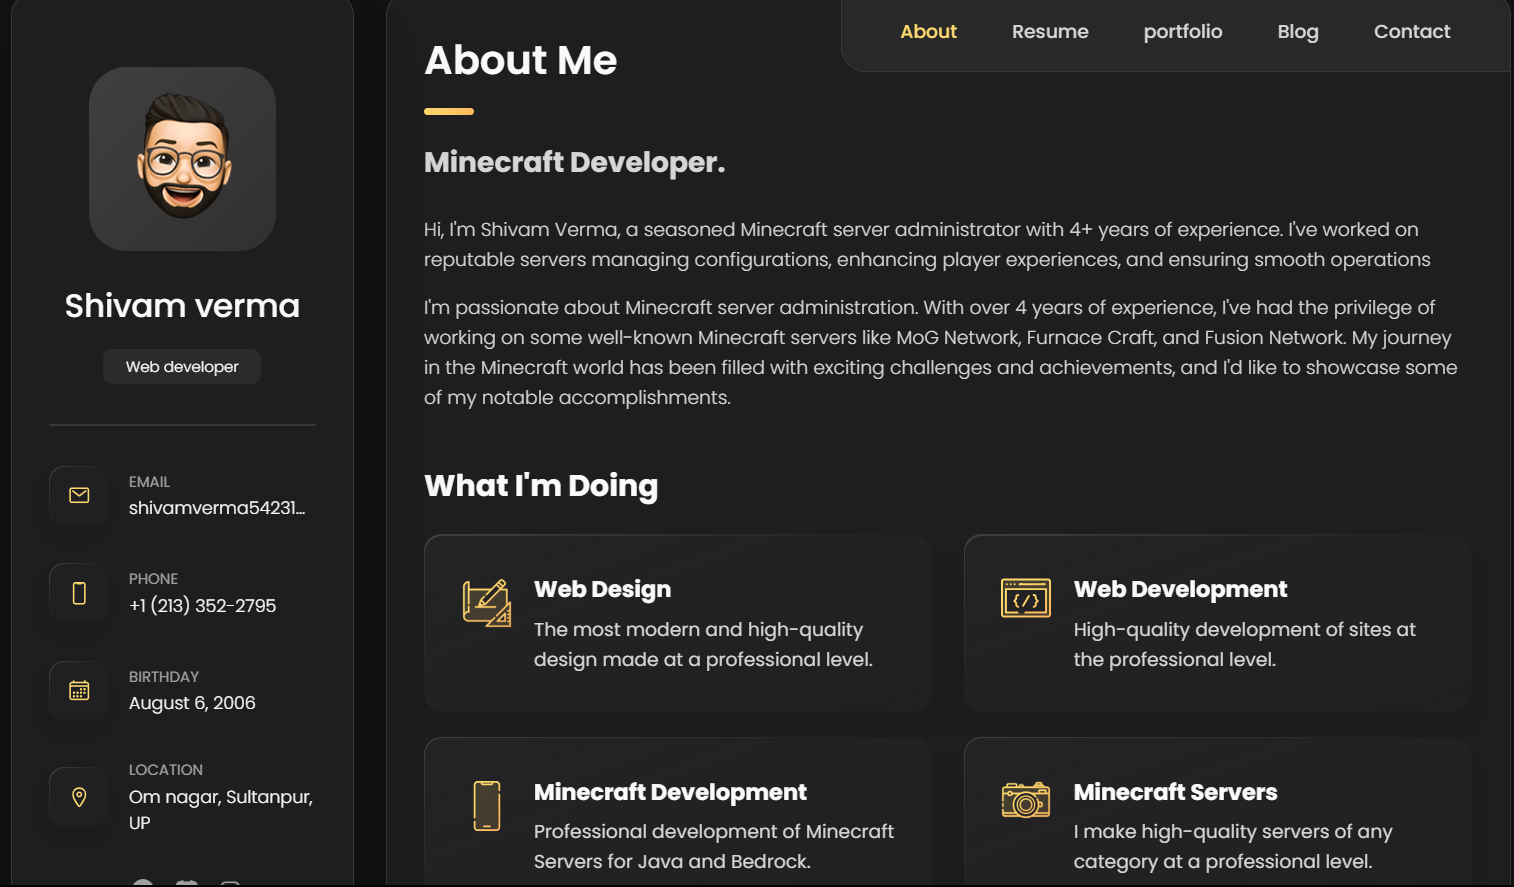 About
Resume
portfolio
Blog
Contact
Shivam verma
Web developer
EMAIL
shivamverma54231...
PHONE
+1 (213) 352-2795
BIRTHDAY
August 6, 2006
LOCATION
Om nagar, Sultanpur,
UP
About Me
Minecraft Developer.
Hi, I'm Shivam Verma, a seasoned Minecraft server administrator with 4+ years of experience. I've worked on
reputable servers managing configurations, enhancing player experiences, and ensuring smooth operations
I'm passionate about Minecraft server administration. With over 4 years of experience, I've had the privilege of
working on some well-known Minecraft servers like MoG Network, Furnace Craft, and Fusion Network. My journey
in the Minecraft world has been filled with exciting challenges and achievements, and I'd like to showcase some
of my notable accomplishments.
What I'm Doing
Web Design
The most modern and high-quality
design made at a professional level.
Web Development
High-quality development of sites at
the professional level.
Minecraft Development
Professional development of Minecraft
Servers for Java and Bedrock.
Minecraft Servers
I make high-quality servers of any
category at a professional level.